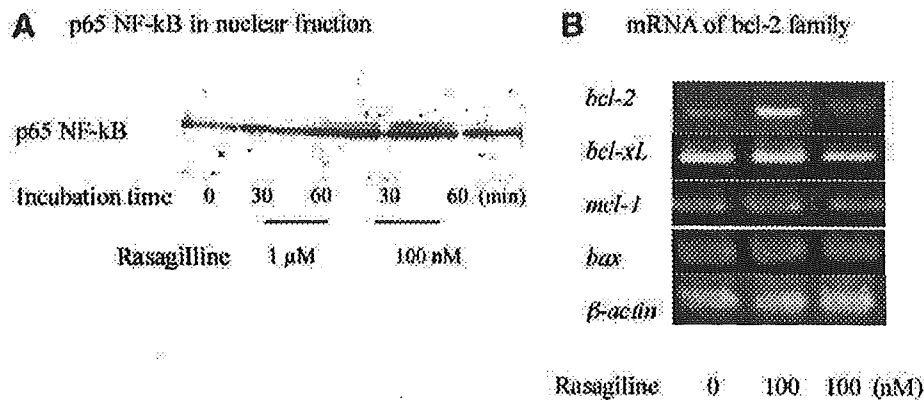 A p65 NF-kB in nuclear fraction
p65 NF-kB
Incubation time 0 30 60 30 60 (min)
Rasagilline 1 µM 100 nM
B mRNA of bcl-2 family
bcl-2
bcl-xL
mcl-1
bax
β-actin
Rasagiline 0 100 100 (nM)